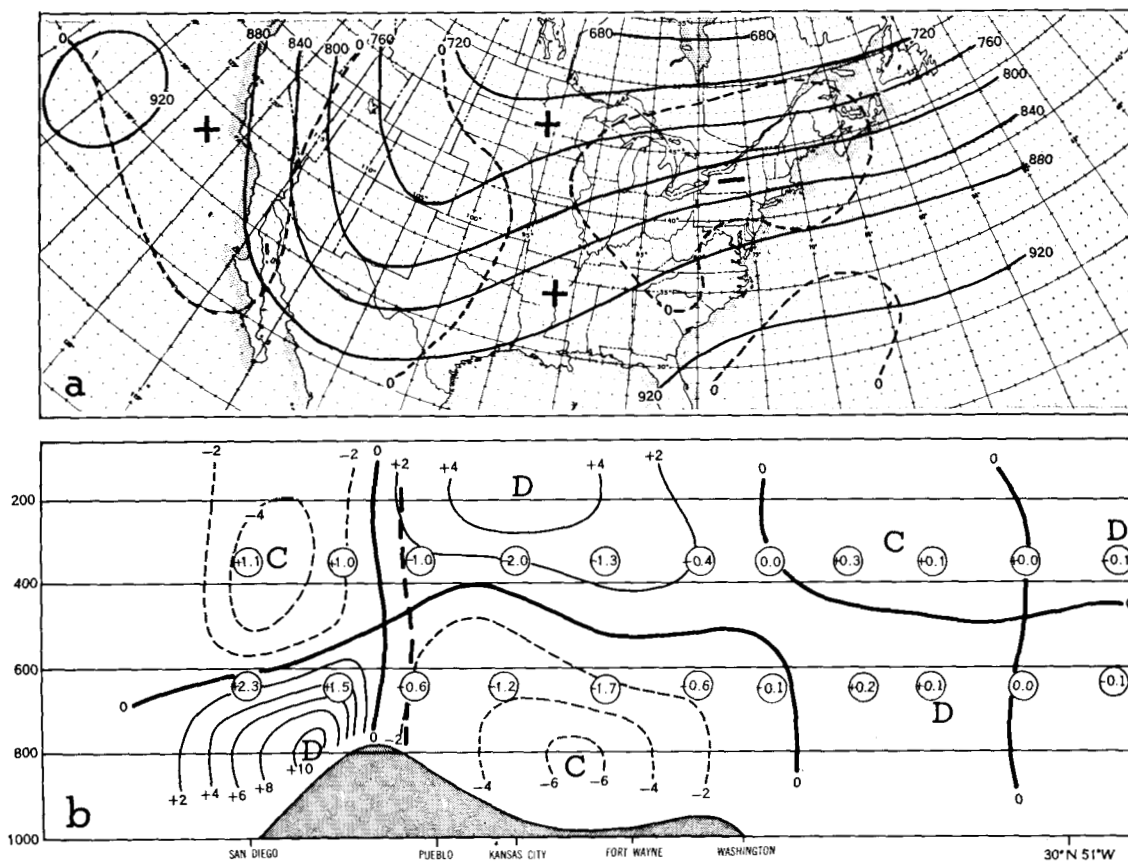 0 880 840 800 0 760 720 0 680 680 720 760
920 800
840
880
920
0
920 0 0 0
a
-2 -2 0 +2 +4 D +4 +2 0 0
200
-4 C C D
+1.1 +1.0 -1.0 -2.0 -1.3 -0.4 0.0 +0.3 +0.1 +0.0 -0.1
400
0
600
+2.3 +1.5 -0.6 -1.2 -1.7 -0.6 -0.1 +0.2 +0.1 0.0 -0.1
0 D
D 0 -2 C
800
+2 +4 +6 +8 +10 -4 -6 -6 -4 -2 0 0
b
1000
SAN DIEGO PUEBLO KANSAS CITY FORT WAYNE WASHINGTON 30°N 51°W